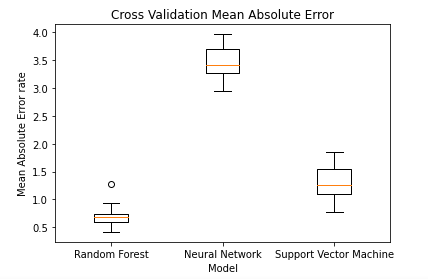 Cross Validation Mean Absolute Error
Mean Absolute Error rate
4.0
3.5
3.0
2.5
2.0
1.5
1.0
0.5
Random Forest Neural Network Support Vector Machine
Model